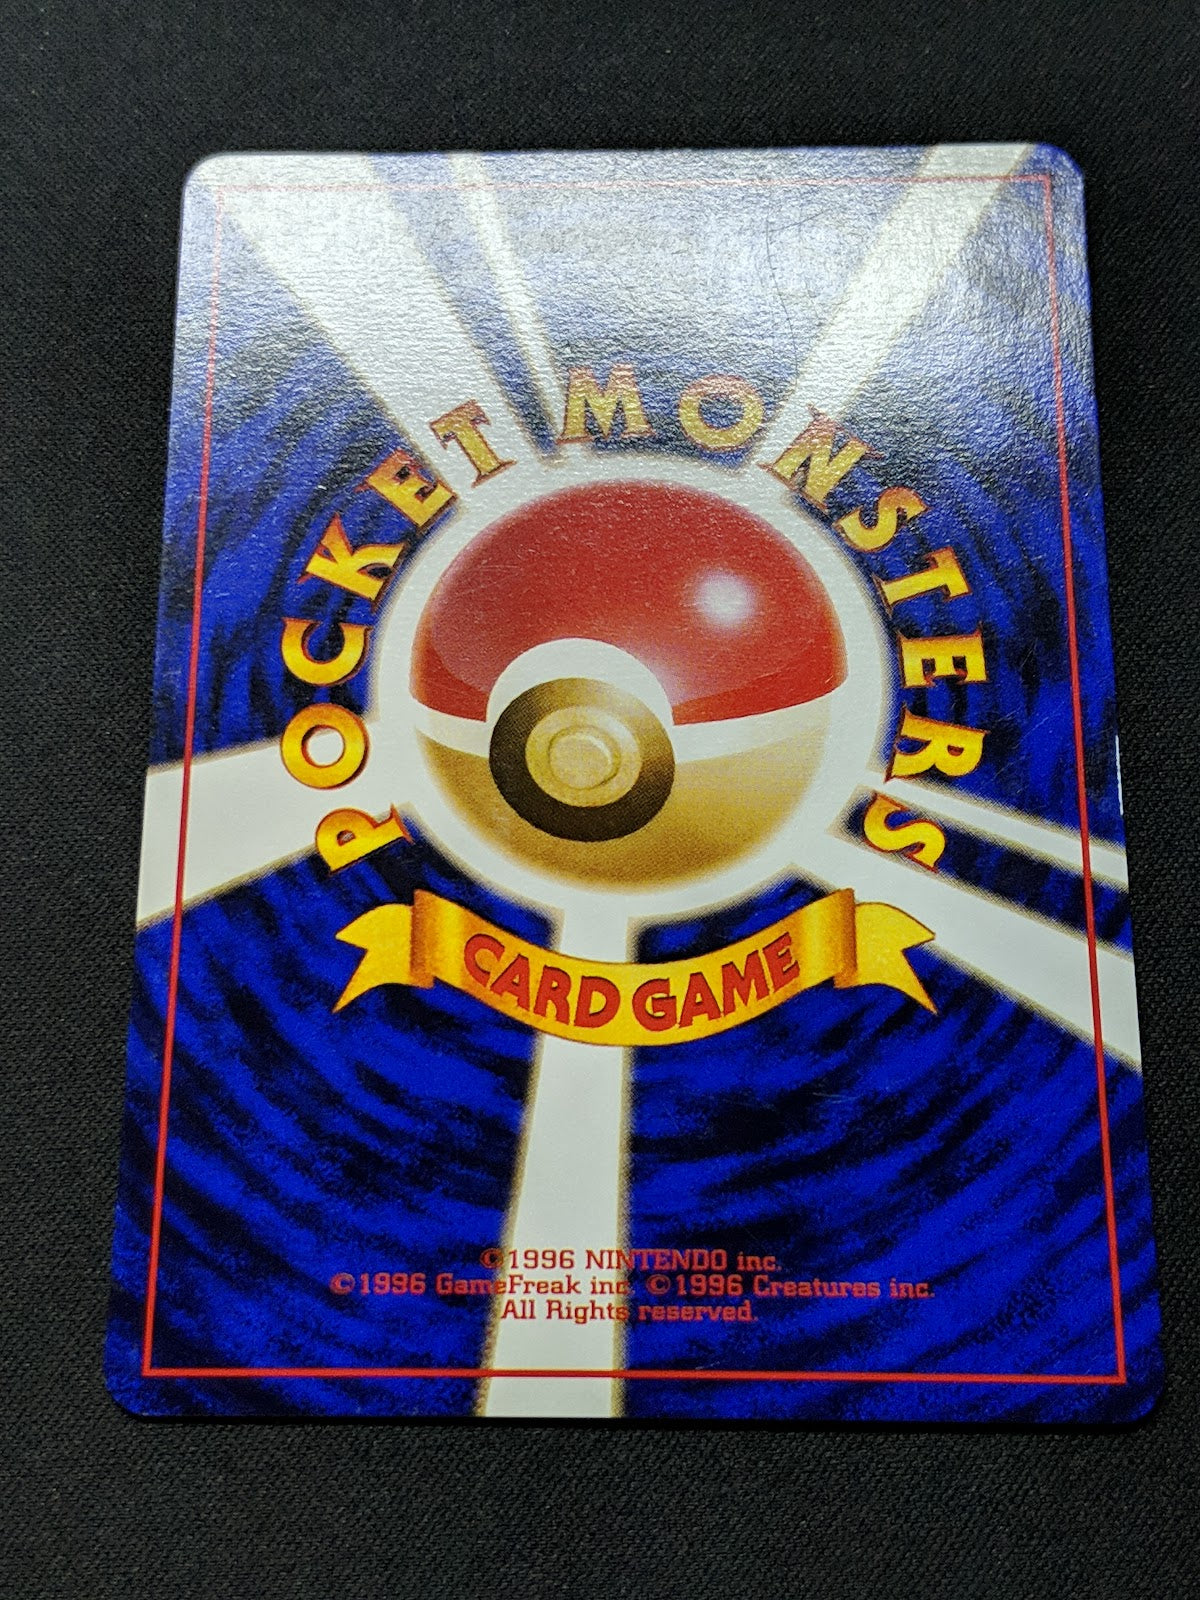 POCKET MONSTERS
CARD GAME
©1996 NINTENDO inc.
©1996 GameFreak inc. ©1996 Creatures inc.
All Rights reserved.